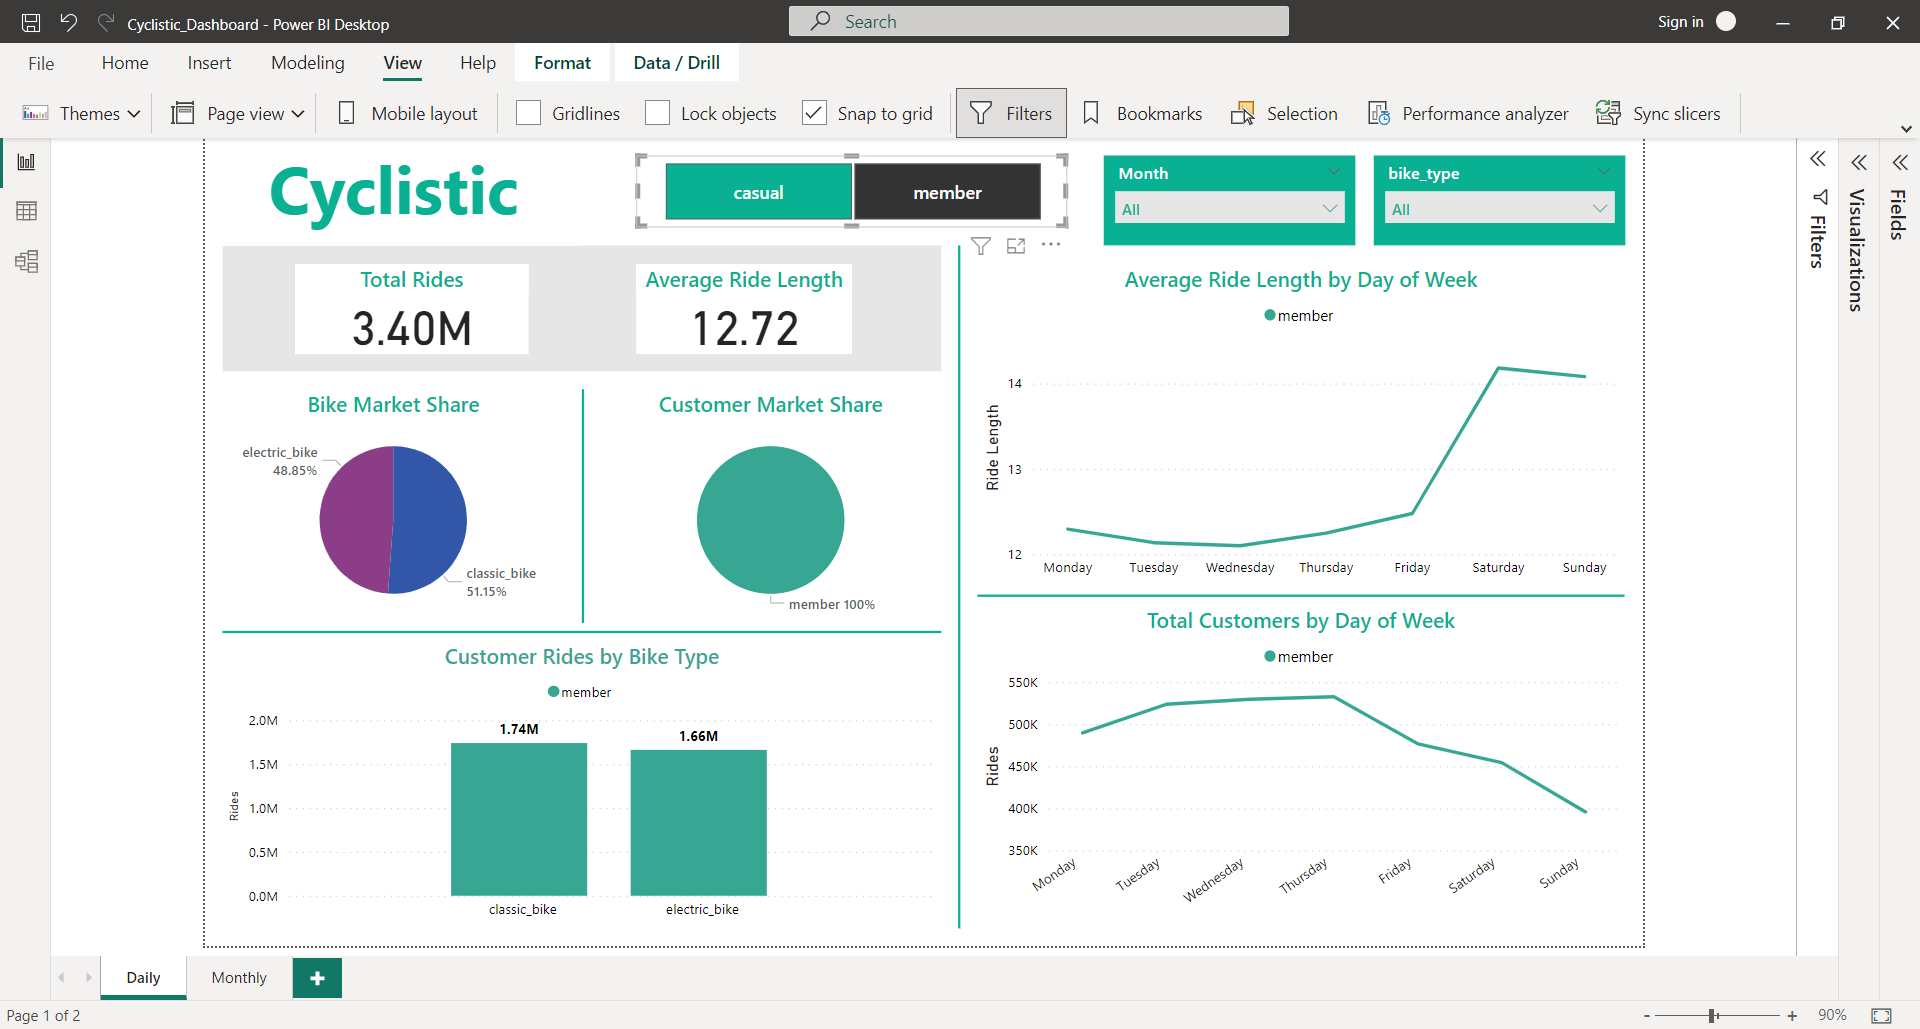 Cyclistic_Dashboard - Power BI Desktop
Search
Sign in
File
Home
Insert
Modeling
View
Help
Format
Data / Drill
Themes
Page view
Mobile layout
Gridlines
Lock objects
Snap to grid
Filters
Bookmarks
Selection
Performance analyzer
Sync slicers
Cyclistic
casual
member
Month
All
bike_type
All
Total Rides
3.40M
Average Ride Length
12.72
Bike Market Share
electric_bike
48.85%
classic_bike
51.15%
Customer Market Share
member 100%
Customer Rides by Bike Type
member
Rides
2.0M
1.5M
1.0M
0.5M
0.0M
1.74M
1.66M
classic_bike
electric_bike
Average Ride Length by Day of Week
member
Ride Length
14
13
12
Monday
Tuesday
Wednesday
Thursday
Friday
Saturday
Sunday
Total Customers by Day of Week
member
Rides
550K
500K
450K
400K
350K
Monday
Tuesday
Wednesday
Thursday
Friday
Saturday
Sunday
Filters
Visualizations
Fields
Daily
Monthly
Page 1 of 2
90%